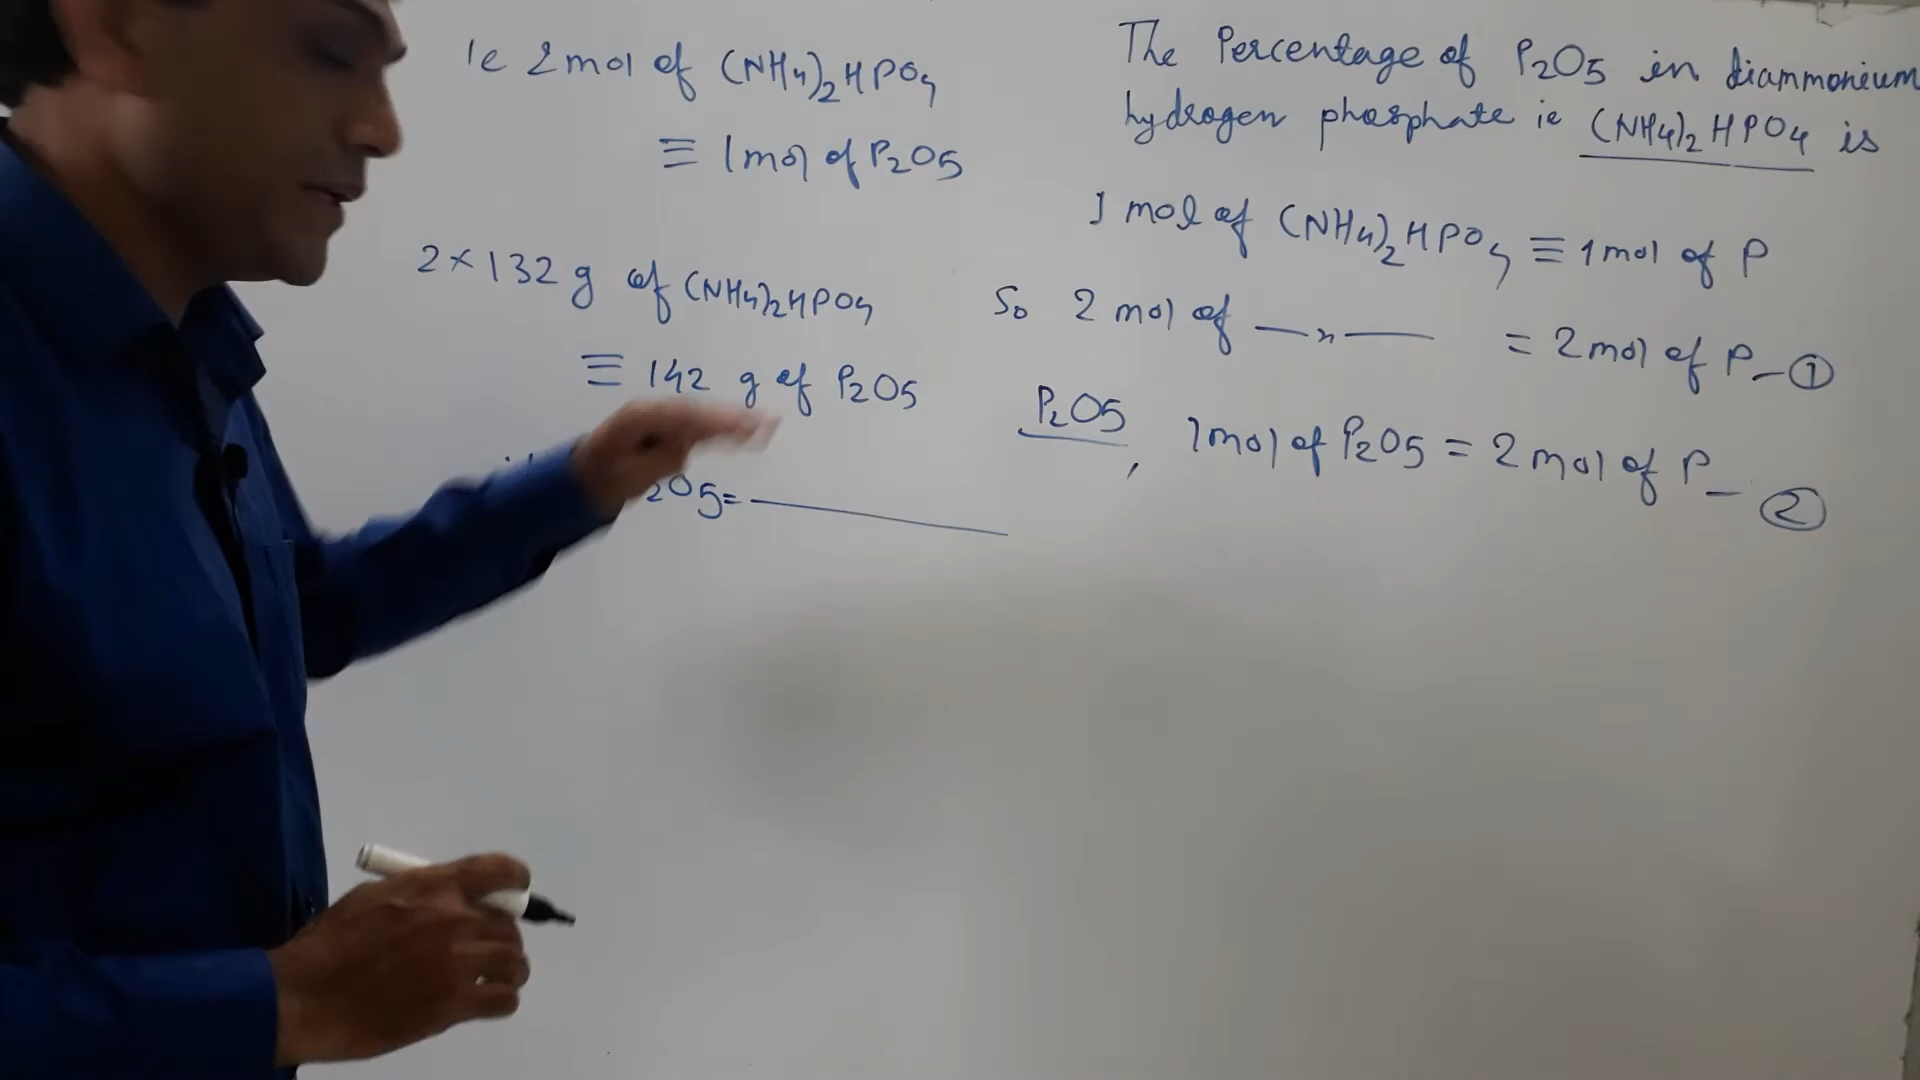 The Percentage of P2O5 in diammonium
hydrogen phosphate ie (NH4)2HPO4 is
1 mol of (NH4)2HPO4 ≡ 1 mol of P
So 2 mol of —〃— = 2 mol of P — ①
P2O5, 1 mol of P2O5 = 2 mol of P — ②
ie 2 mol of (NH4)2HPO4
≡ 1 mol of P2O5
2×132 g of (NH4)2HPO4
≡ 142 g of P2O5
2O5=